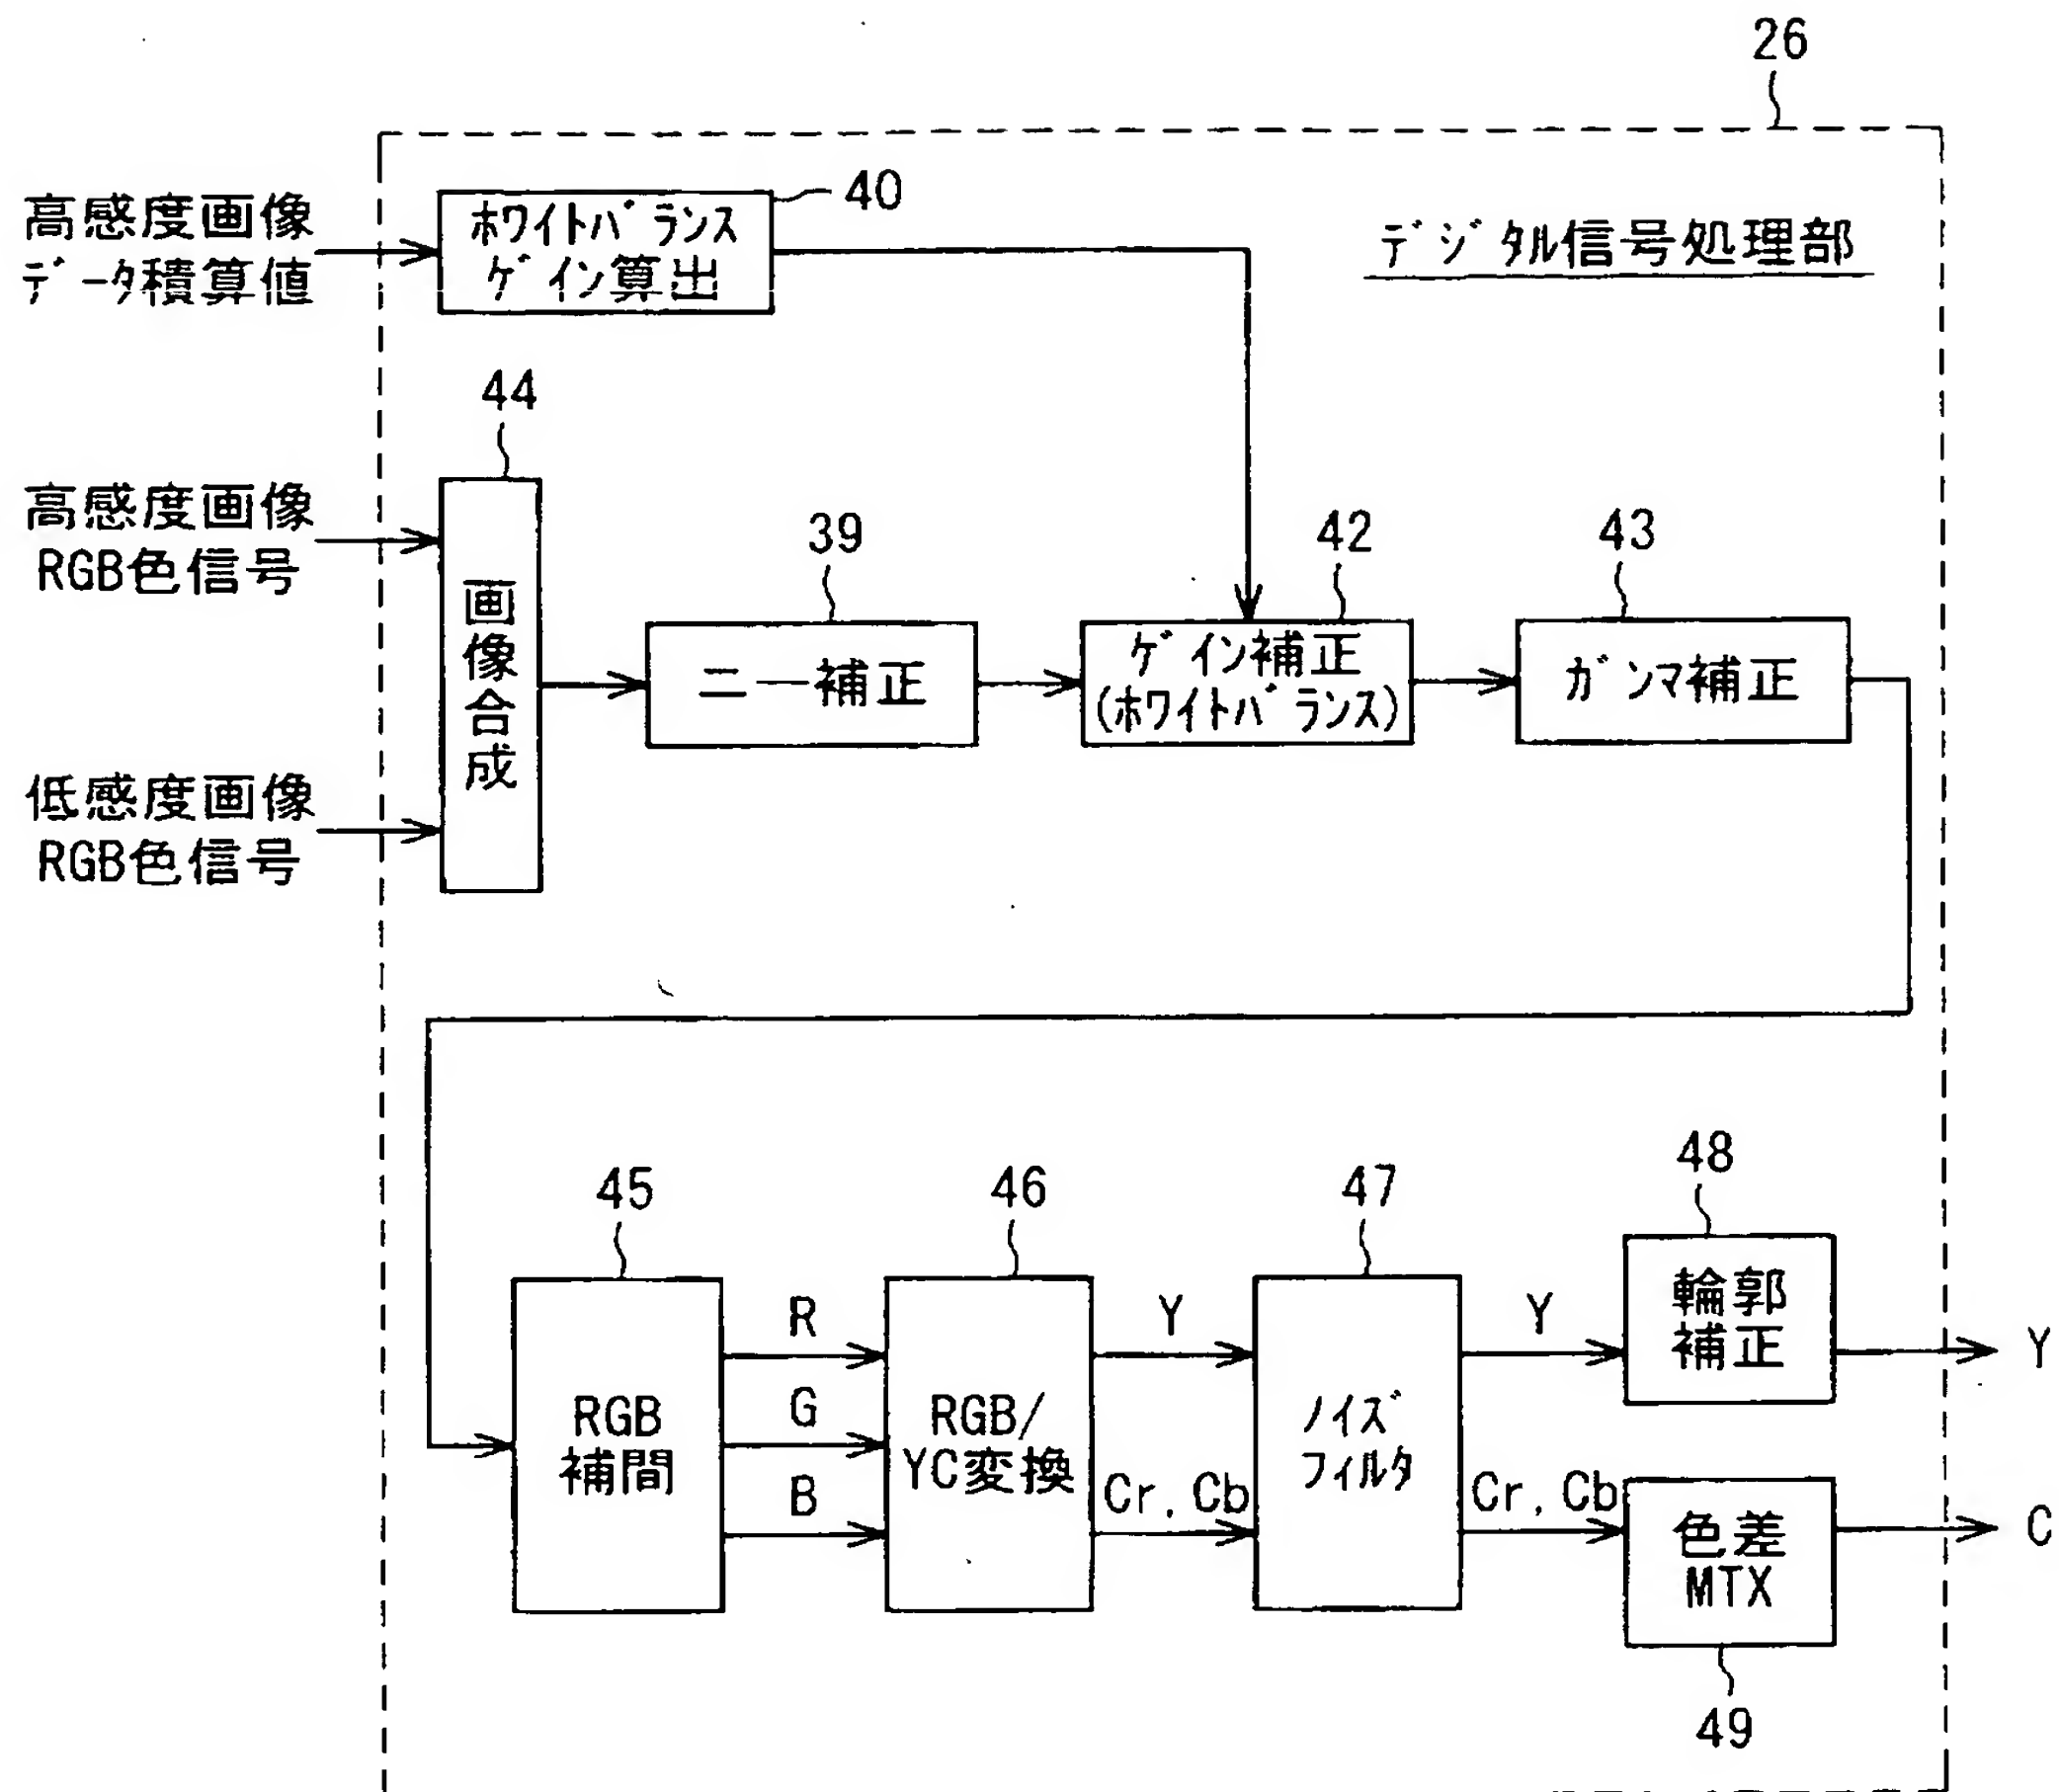 26
高感度画像
データ積算値
ホワイトバランス
ゲイン算出
40
デジタル信号処理部
44
高感度画像
RGB色信号
低感度画像
RGB色信号
画像合成
39
ニー補正
42
ゲイン補正
(ホワイトバランス)
43
ガンマ補正
45
RGB
補間
R
G
B
46
RGB/
YC変換
Y
Cr, Cb
47
ノイズ
フィルタ
Y
Cr, Cb
48
輪郭
補正
Y
色差
MTX
49
C